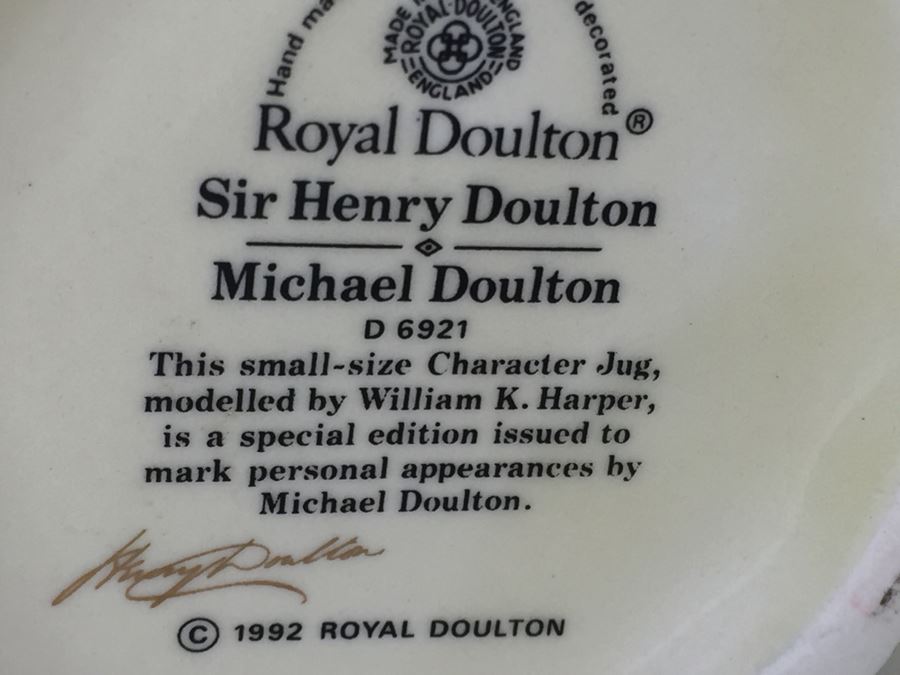 Hand
decorated
MADE
ENGLAND
ROYAL·DOULTON
ENGLAND
Royal Doulton®
Sir Henry Doulton
Michael Doulton
D 6921
This small-size Character Jug,
modelled by William K. Harper,
is a special edition issued to
mark personal appearances by
Michael Doulton.
Henry Doulton
© 1992 ROYAL DOULTON